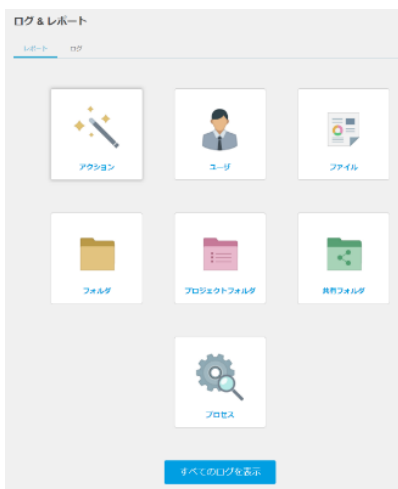 ログ & レポート
レポート ログ
アクション ユーザ ファイル
フォルダ プロジェクトフォルダ 共有フォルダ
プロセス
すべてのログを表示